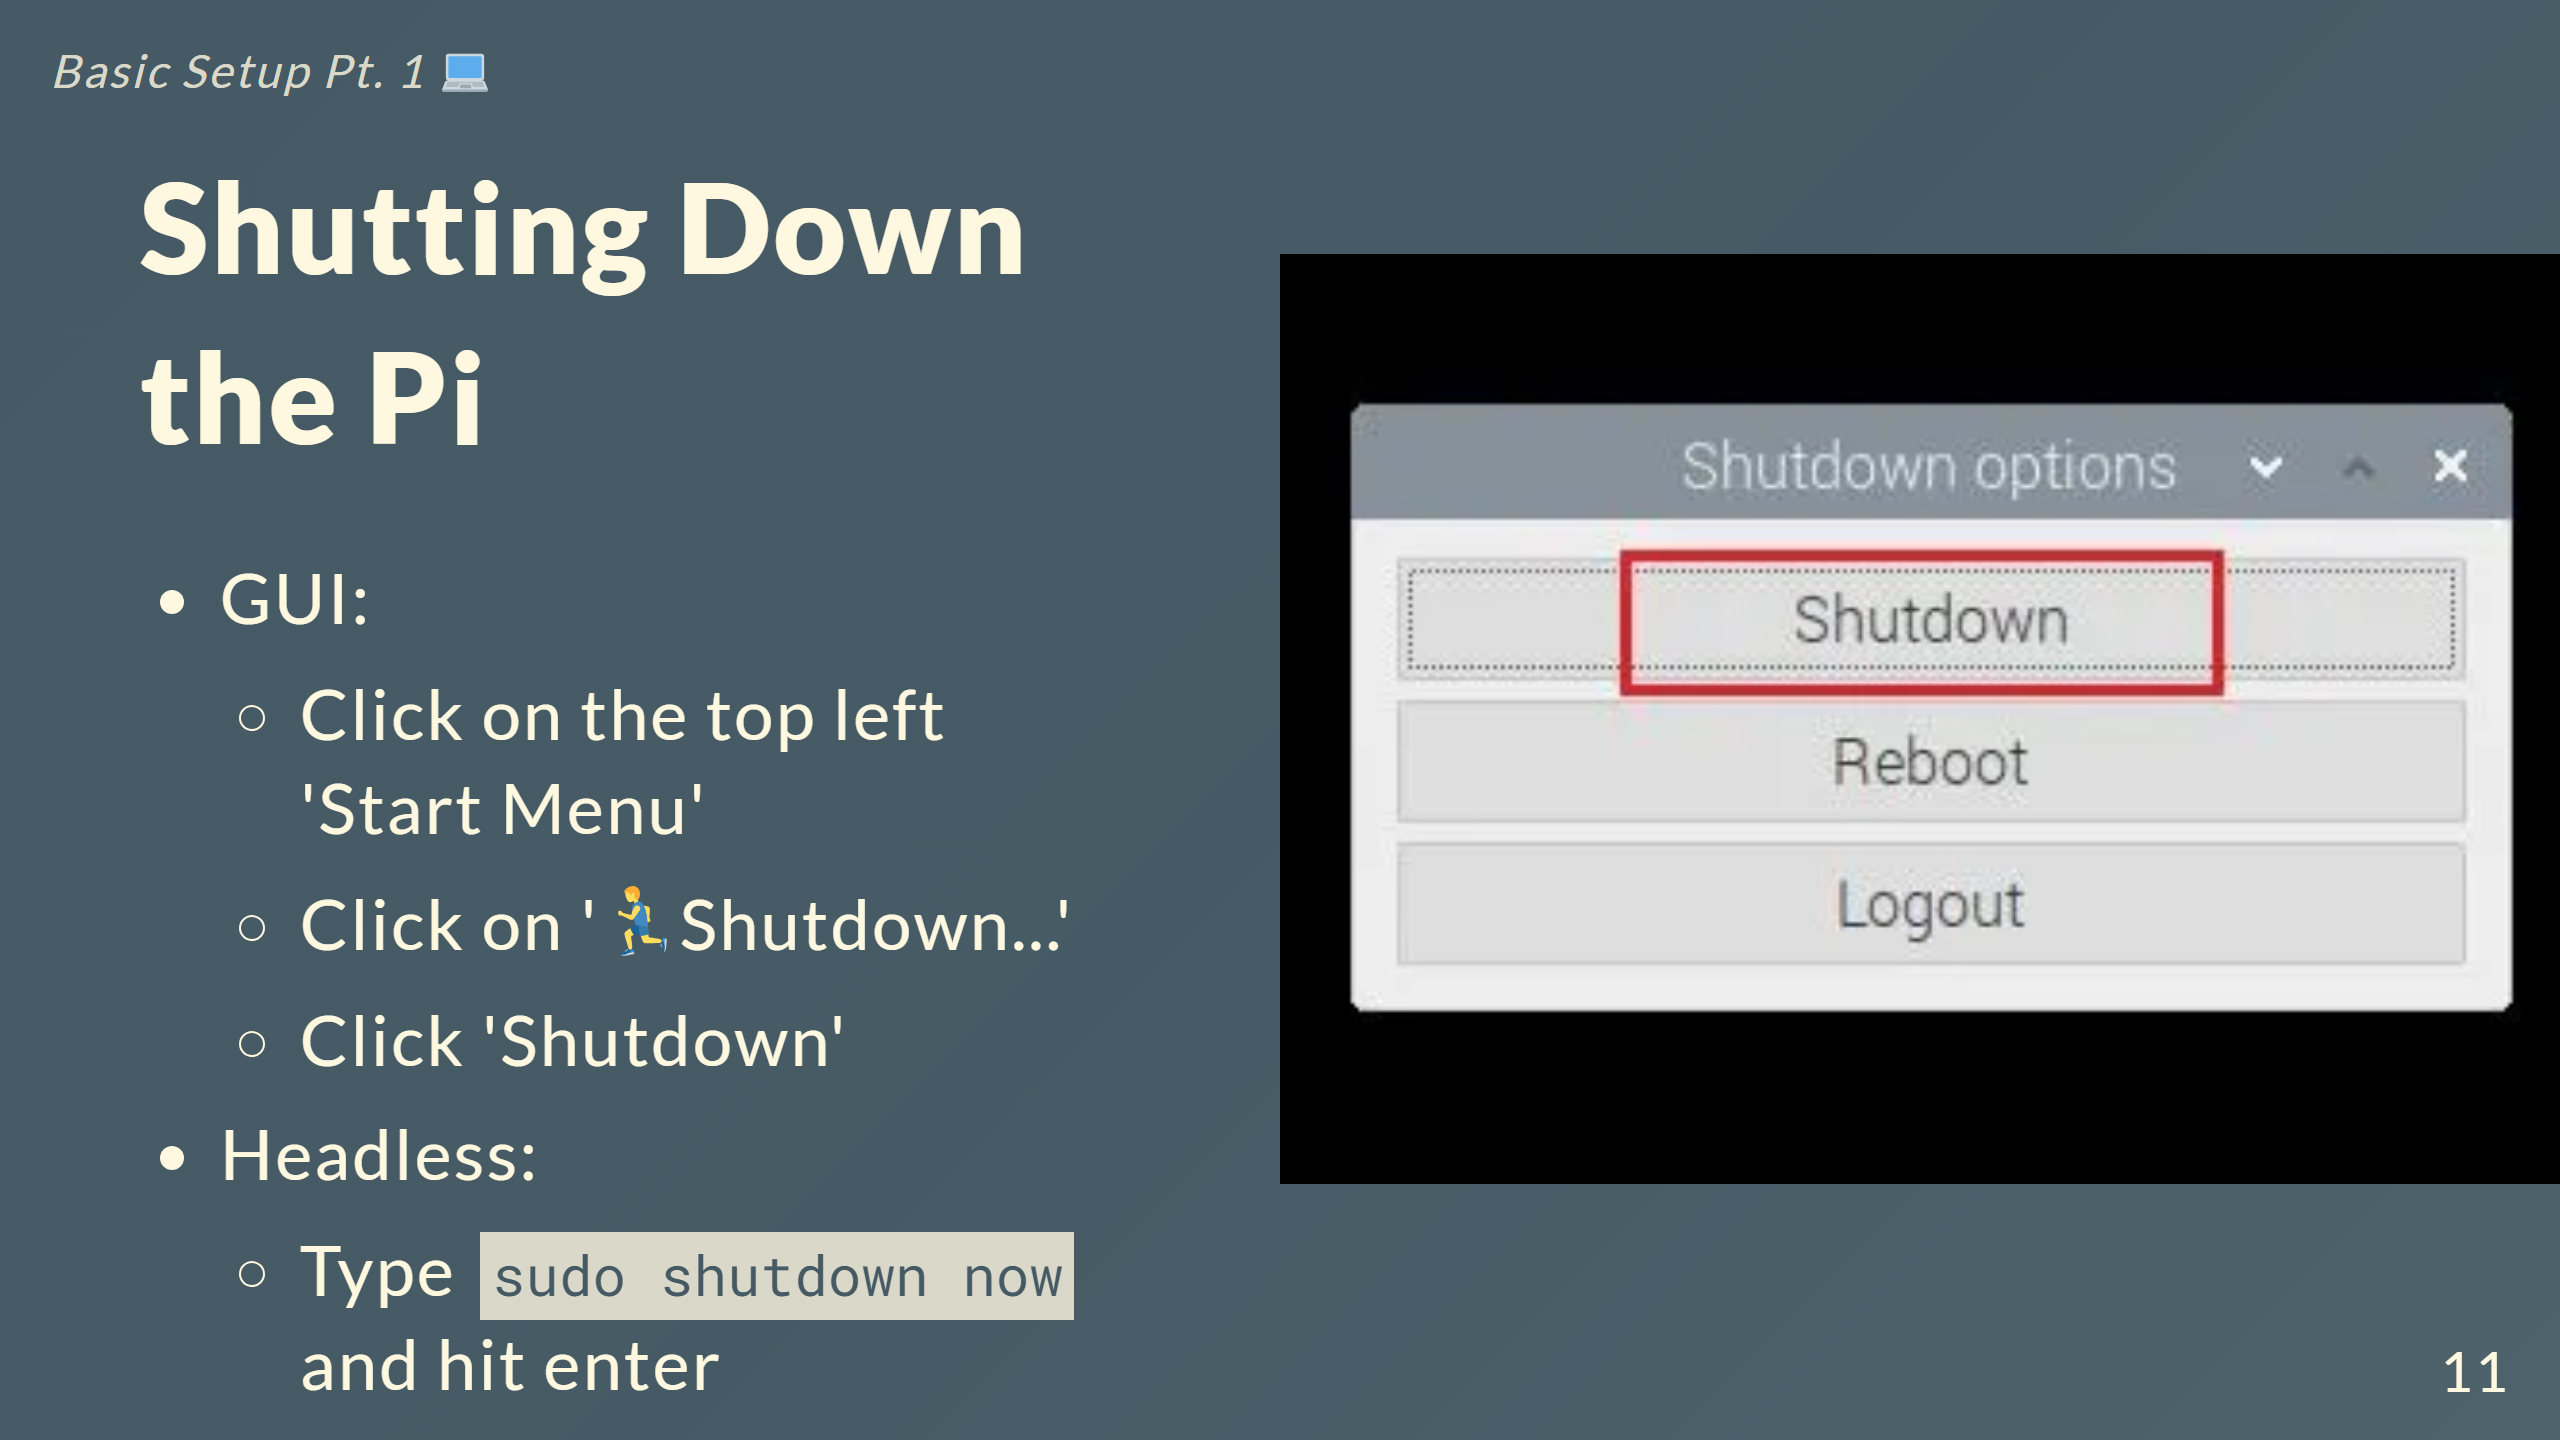 Basic Setup Pt. 1 💻
Shutting Down
the Pi
• GUI:
○ Click on the top left
'Start Menu'
○ Click on '🏃Shutdown...'
○ Click 'Shutdown'
• Headless:
○ Type sudo shutdown now
and hit enter
Shutdown options
Shutdown
Reboot
Logout
11